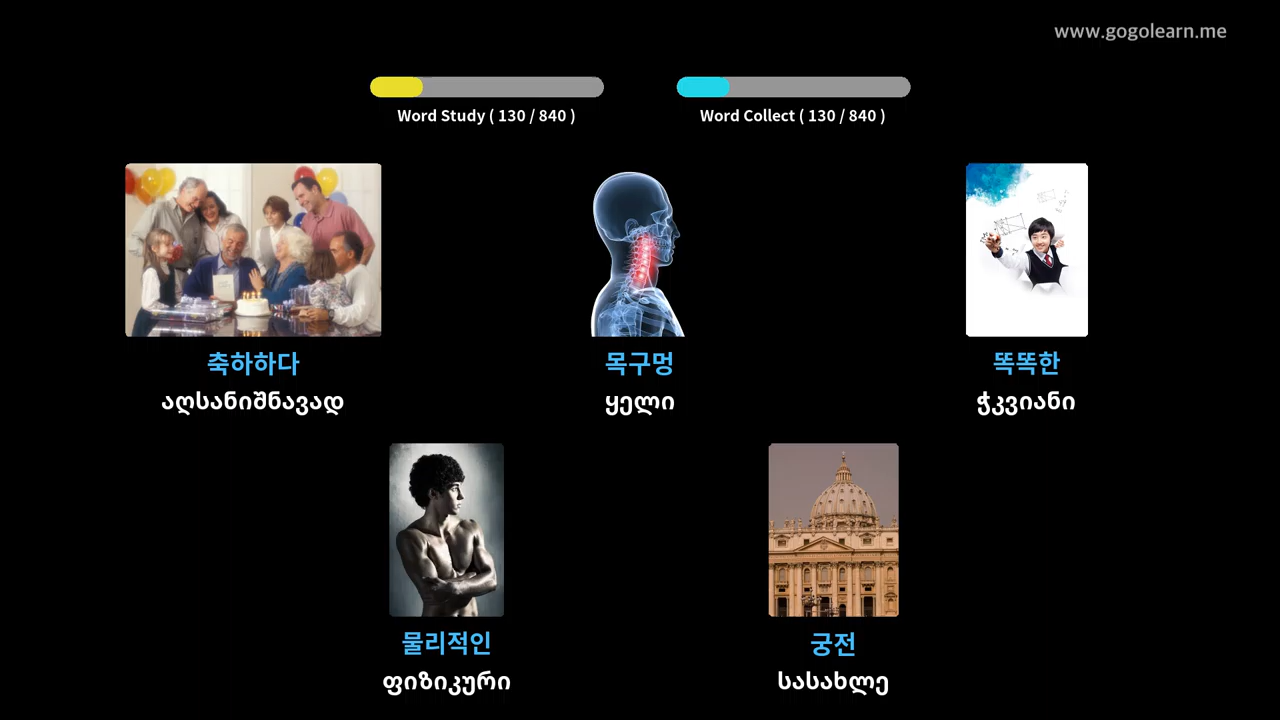 www.gogolearn.me
Word Study ( 130 / 840 )
Word Collect ( 130 / 840 )
축하하다
목구멍
똑똑한
აღსანიშნავად
ყელი
ჭკვიანი
물리적인
궁전
ფიზიკური
სასახლე